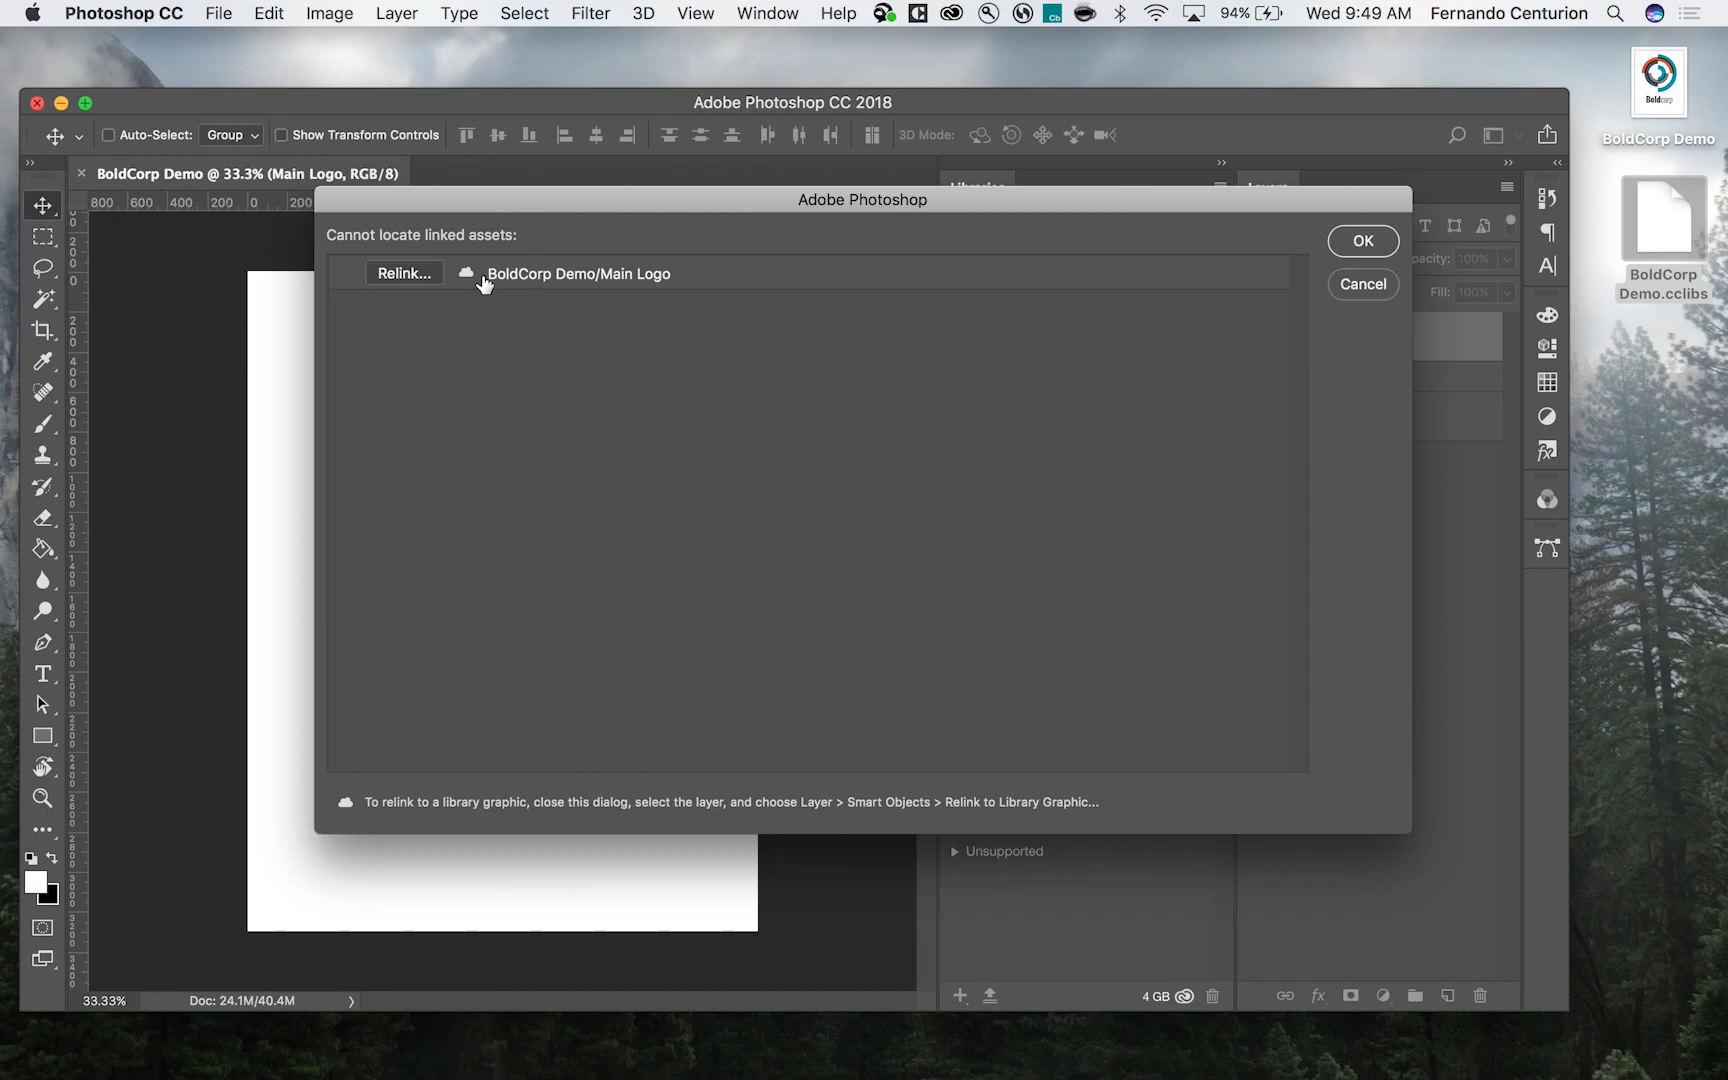 Photoshop CC File Edit Image Layer Type Select Filter 3D View Window Help Cb 94% Wed 9:49 AM Fernando Centurion
Boldcorp
BoldCorp Demo
Adobe Photoshop CC 2018
Auto-Select: Group Show Transform Controls 3D Mode:
BoldCorp Demo @ 33.3% (Main Logo, RGB/8)
800 600 400 200 0 200
Adobe Photoshop
Cannot locate linked assets:
Relink... BoldCorp Demo/Main Logo
OK
Cancel
pacity: 100%
Fill: 100%
BoldCorp
Demo.cclibs
To relink to a library graphic, close this dialog, select the layer, and choose Layer > Smart Objects > Relink to Library Graphic...
Unsupported
4 GB
33.33% Doc: 24.1M/40.4M